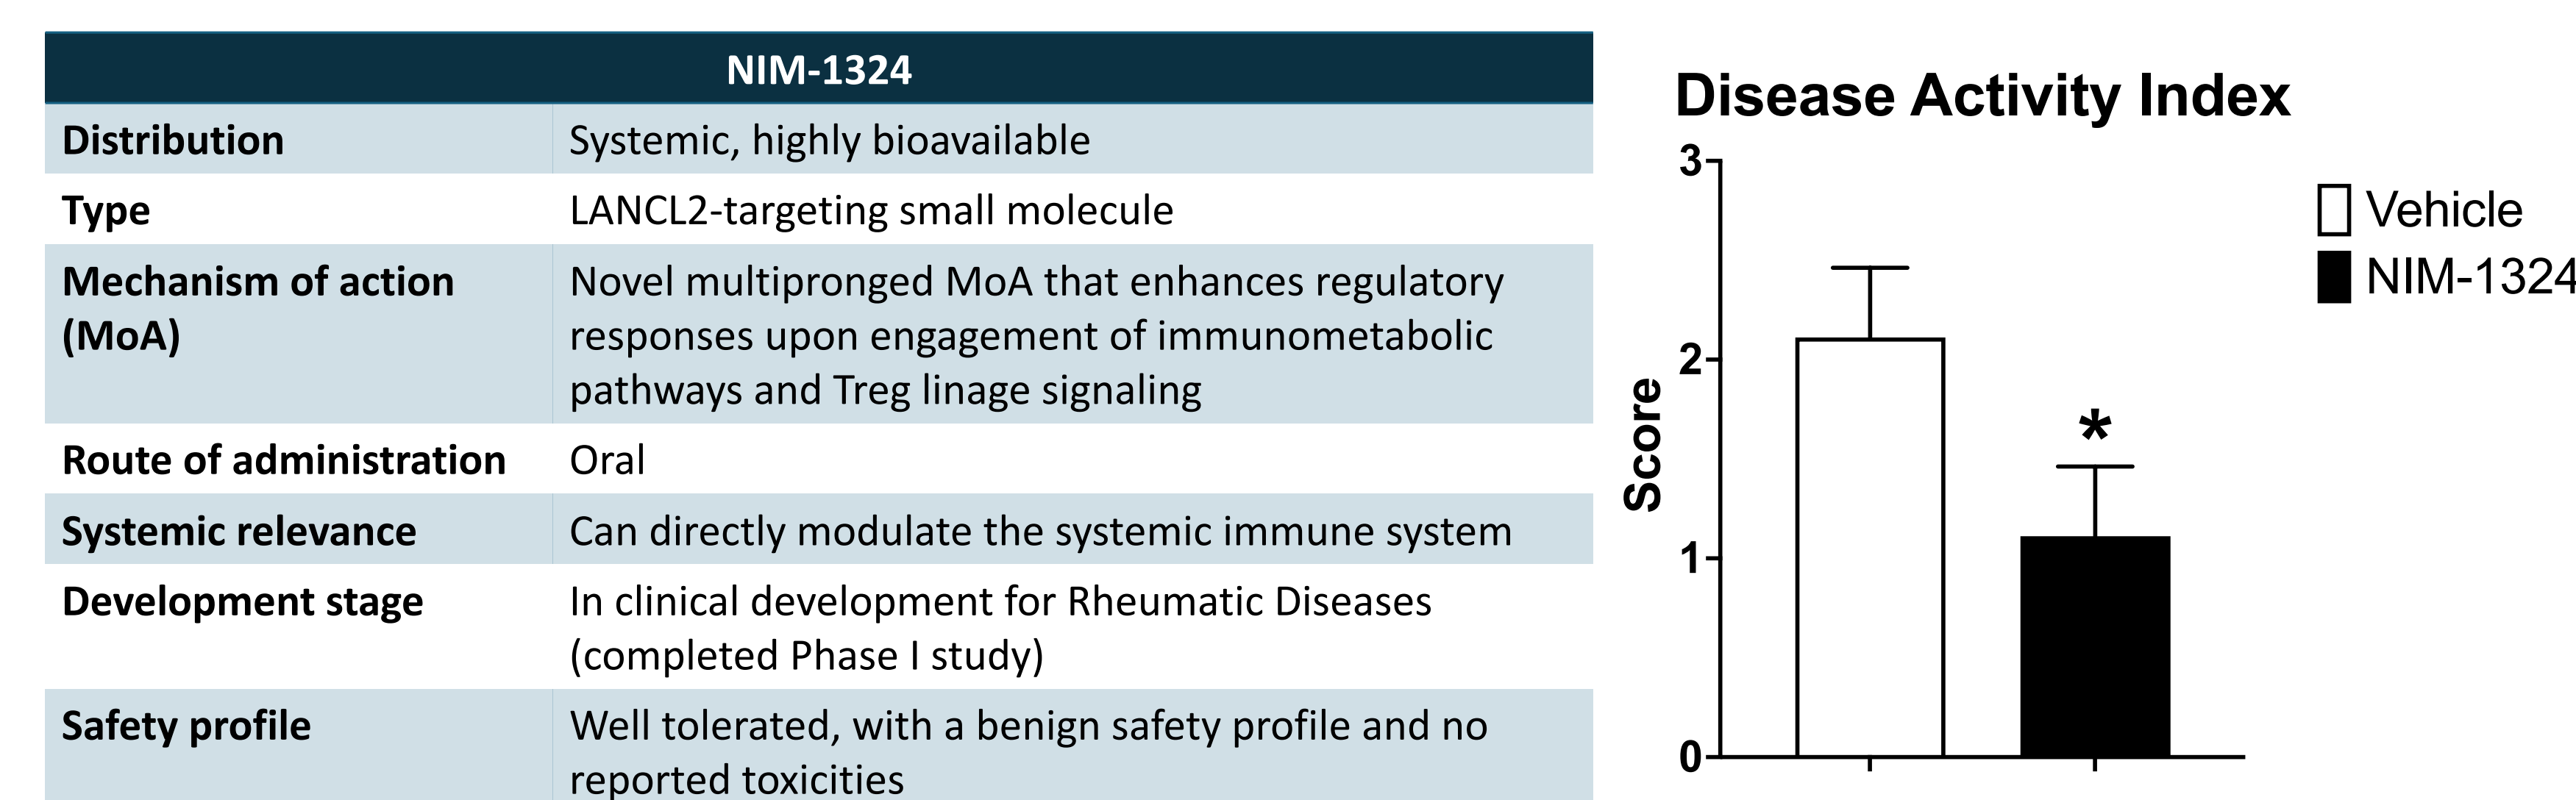 NIM-1324
Distribution
Systemic, highly bioavailable
Type
LANCL2-targeting small molecule
Mechanism of action
(MoA)
Novel multipronged MoA that enhances regulatory
responses upon engagement of immunometabolic
pathways and Treg linage signaling
Route of administration
Oral
Systemic relevance
Can directly modulate the systemic immune system
Development stage
In clinical development for Rheumatic Diseases
(completed Phase I study)
Safety profile
Well tolerated, with a benign safety profile and no
reported toxicities
Disease Activity Index
3
2
1
0
Score
*
Vehicle
NIM-1324